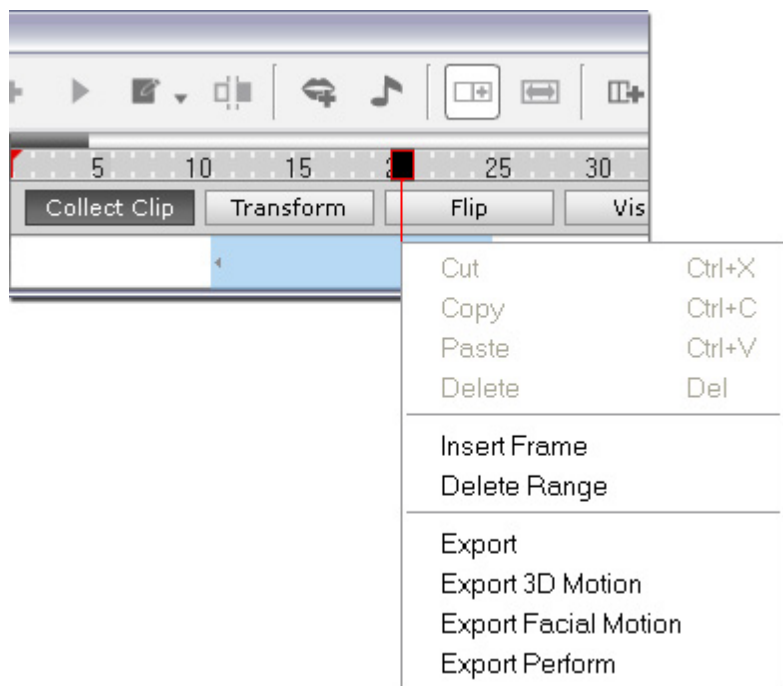 5 10 15 25 30
Collect Clip Transform Flip Vis
Cut Ctrl+X
Copy Ctrl+C
Paste Ctrl+V
Delete Del
Insert Frame
Delete Range
Export
Export 3D Motion
Export Facial Motion
Export Perform